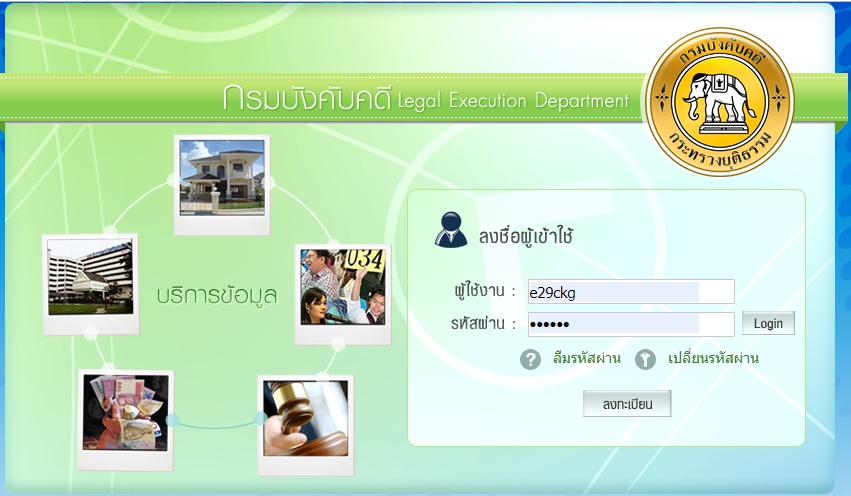 กรมบังคับคดี Legal Execution Department
กรมบังคับคดี
กระทรวงยุติธรรม
034
บริการข้อมูล
ลงชื่อผู้เข้าใช้
ผู้ใช้งาน : e29ckg
รหัสผ่าน : •••••• Login
? ลืมรหัสผ่าน เปลี่ยนรหัสผ่าน
ลงทะเบียน